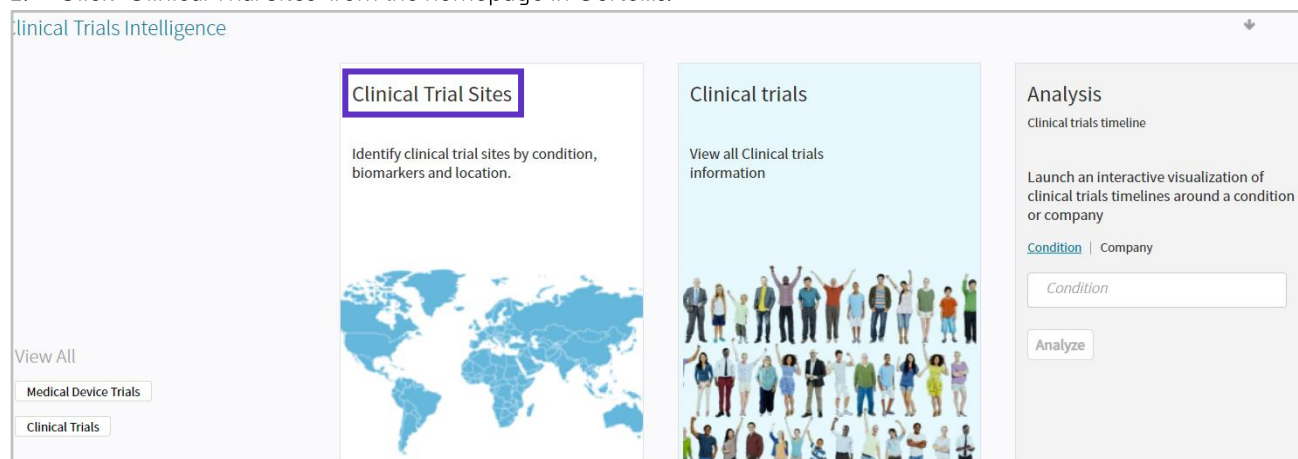 Clinical Trials Intelligence
Clinical Trial Sites
Identify clinical trial sites by condition,
biomarkers and location.
Clinical trials
View all Clinical trials
information
Analysis
Clinical trials timeline
Launch an interactive visualization of
clinical trials timelines around a condition
or company
Condition | Company
Condition
Analyze
View All
Medical Device Trials
Clinical Trials